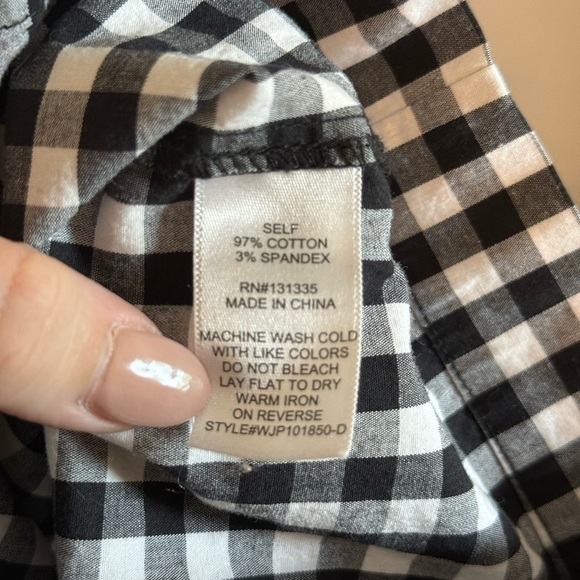 SELF
97% COTTON
3% SPANDEX
RN#131335
MADE IN CHINA
MACHINE WASH COLD
WITH LIKE COLORS
DO NOT BLEACH
LAY FLAT TO DRY
WARM IRON
ON REVERSE
STYLE#WJP101850-D